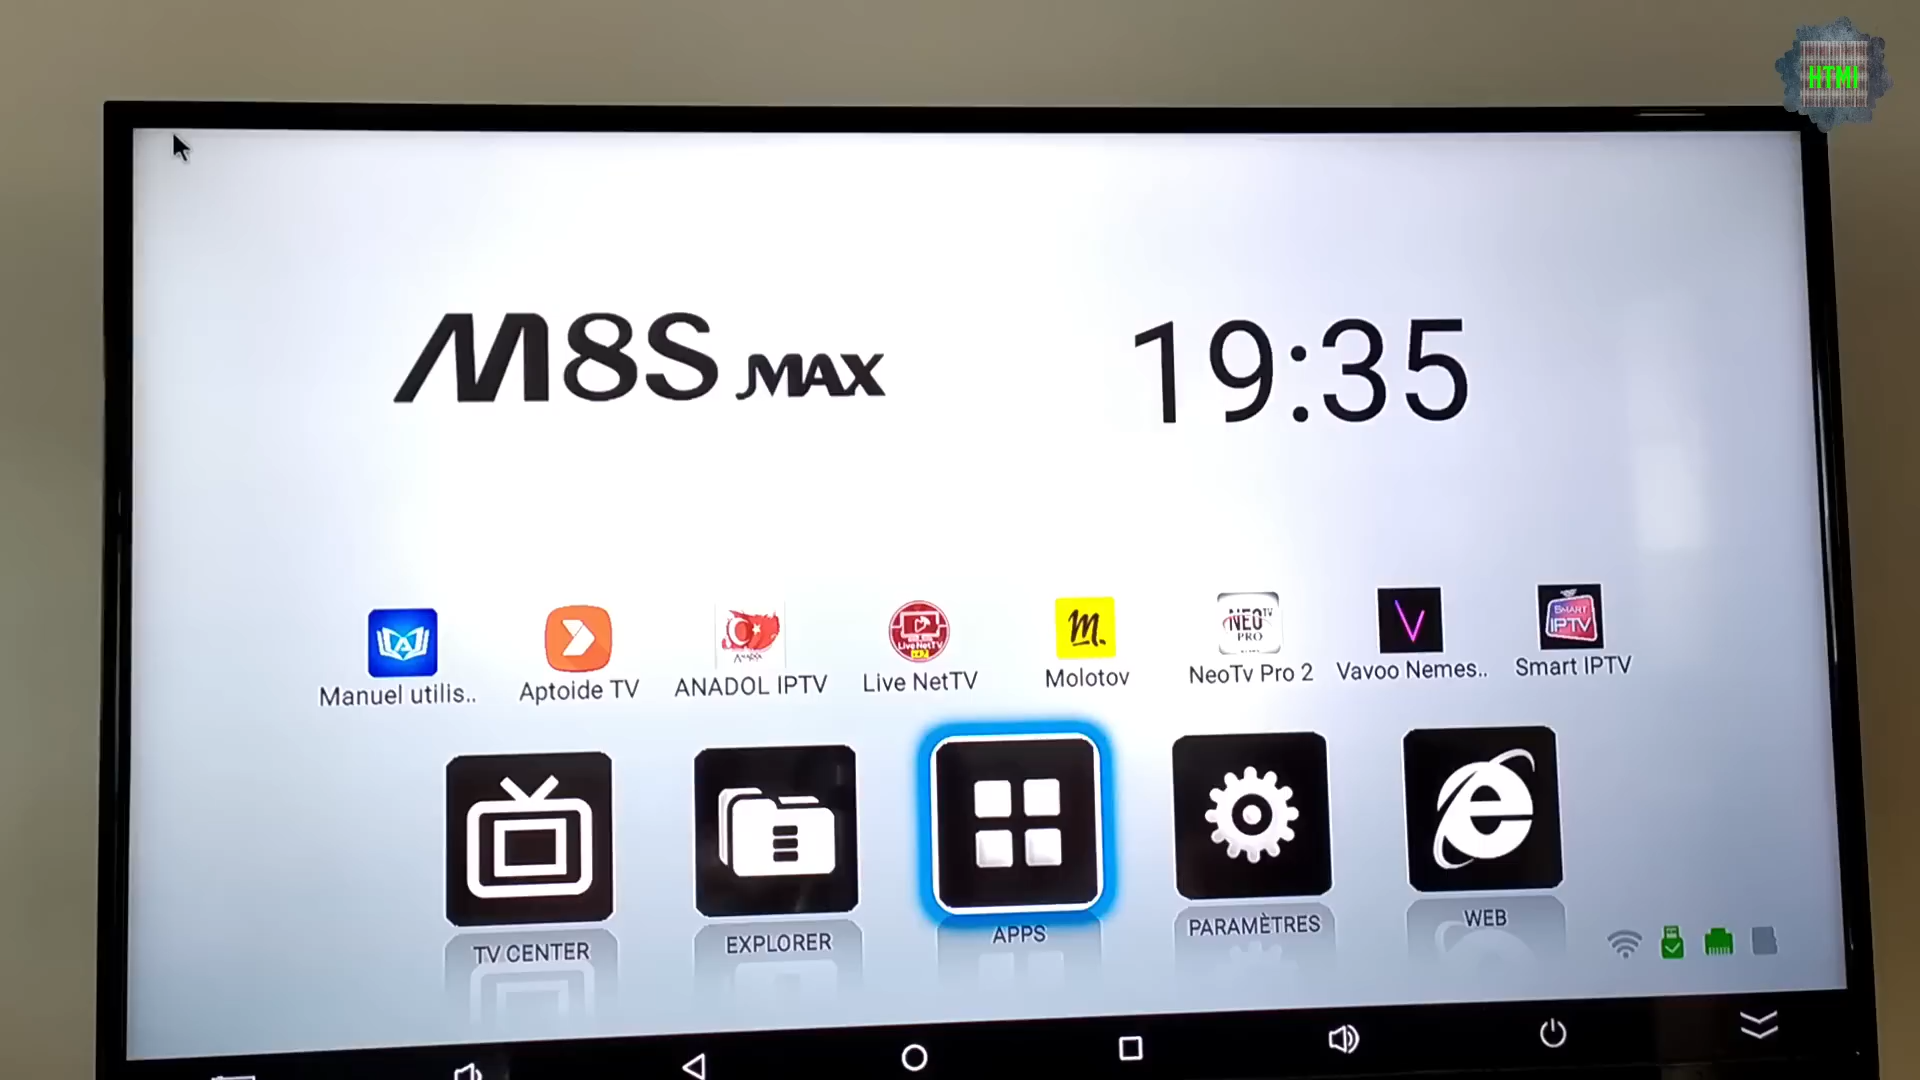 HTMI
M8S MAX
19:35
Manuel utilis..
Aptoide TV
ANADOL IPTV
Live NetTV
Molotov
NeoTv Pro 2
Vavoo Nemes..
Smart IPTV
TV CENTER
EXPLORER
APPS
PARAMÈTRES
WEB